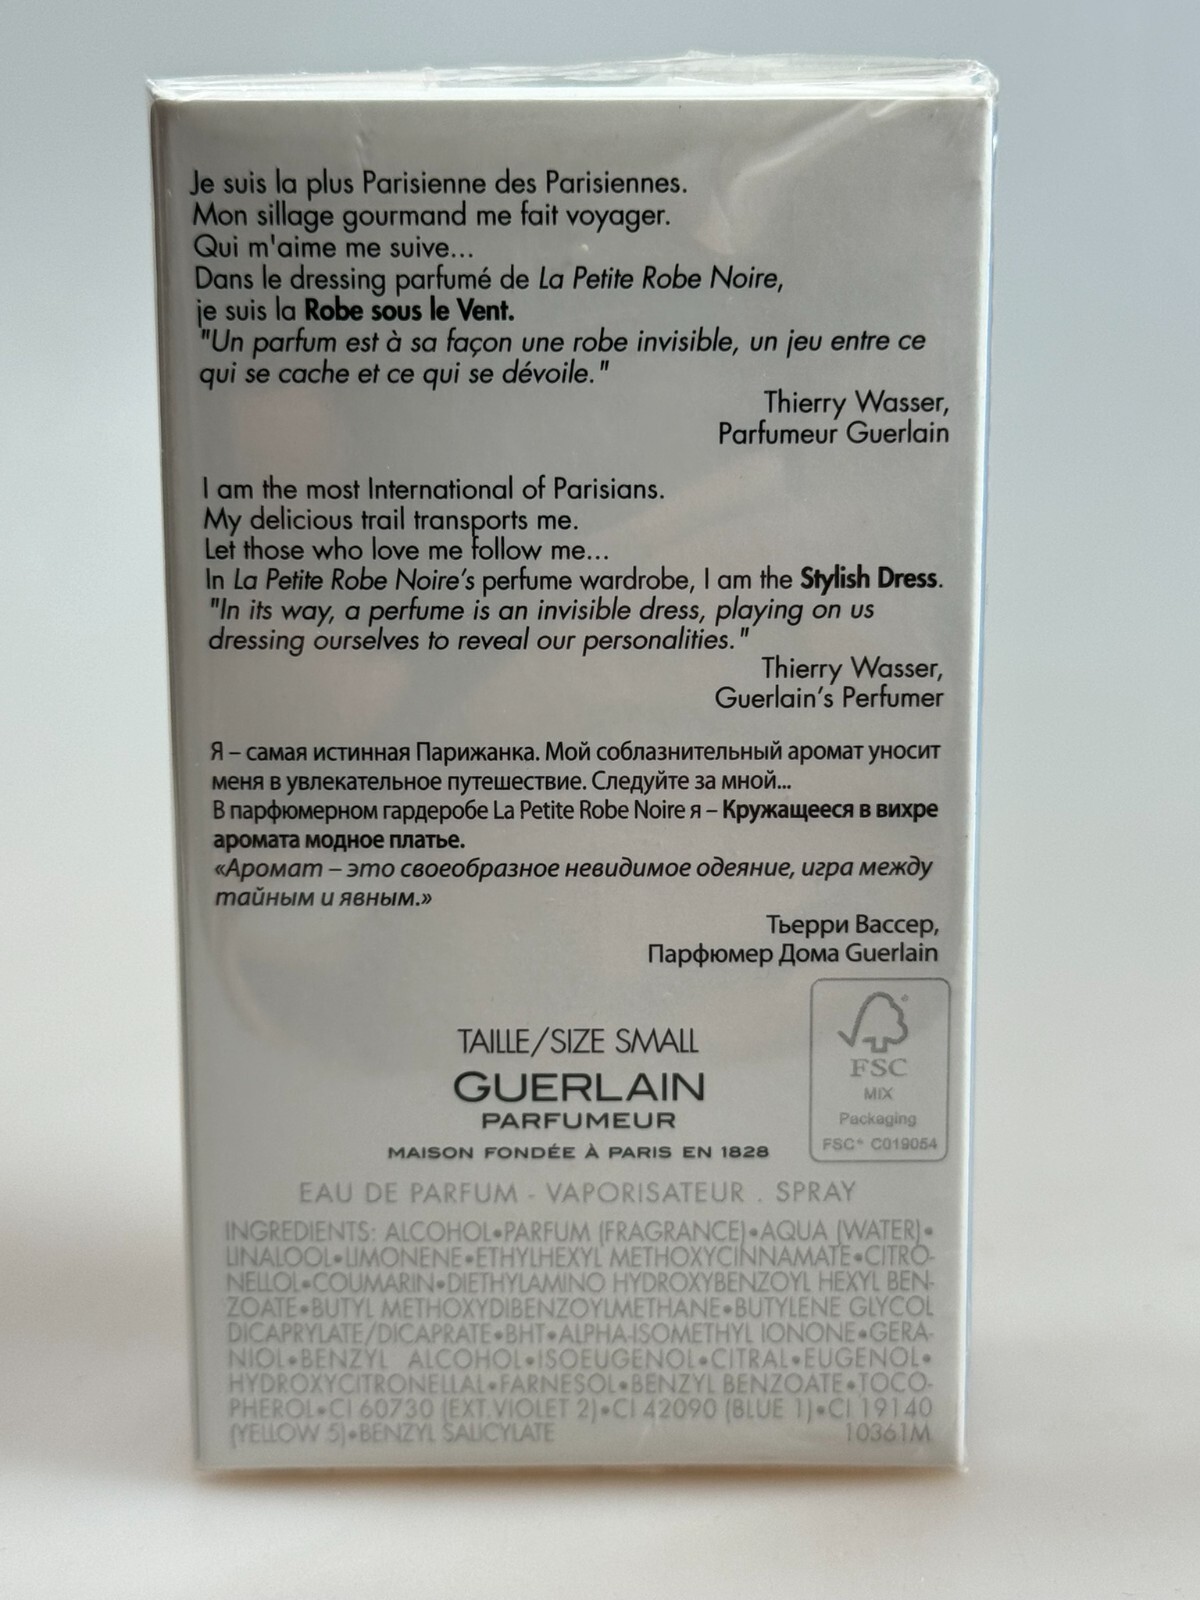 Je suis la plus Parisienne des Parisiennes.
Mon sillage gourmand me fait voyager.
Qui m'aime me suive...
Dans le dressing parfumé de La Petite Robe Noire,
je suis la Robe sous le Vent.
"Un parfum est à sa façon une robe invisible, un jeu entre ce
qui se cache et ce qui se dévoile."
Thierry Wasser,
Parfumeur Guerlain
I am the most International of Parisians.
My delicious trail transports me.
Let those who love me follow me...
In La Petite Robe Noire's perfume wardrobe, I am the Stylish Dress.
"In its way, a perfume is an invisible dress, playing on us
dressing ourselves to reveal our personalities."
Thierry Wasser,
Guerlain's Perfumer
Я – самая истинная Парижанка. Мой соблазнительный аромат уносит
меня в увлекательное путешествие. Следуйте за мной...
В парфюмерном гардеробе La Petite Robe Noire я – Кружащееся в вихре
аромата модное платье.
«Аромат – это своеобразное невидимое одеяние, игра между
тайным и явным.»
Тьерри Вассер,
Парфюмер Дома Guerlain
TAILLE/SIZE SMALL
GUERLAIN
PARFUMEUR
MAISON FONDÉE À PARIS EN 1828
FSC
MIX
Packaging
FSC® C019054
EAU DE PARFUM - VAPORISATEUR . SPRAY
INGREDIENTS: ALCOHOL•PARFUM (FRAGRANCE)•AQUA (WATER)•
LINALOOL•LIMONENE•ETHYLHEXYL METHOXYCINNAMATE•CITRO-
NELLOL•COUMARIN•DIETHYLAMINO HYDROXYBENZOYL HEXYL BEN-
ZOATE•BUTYL METHOXYDIBENZOYLMETHANE•BUTYLENE GLYCOL
DICAPRYLATE/DICAPRATE•BHT•ALPHA-ISOMETHYL IONONE•GERA-
NIOL•BENZYL ALCOHOL•ISOEUGENOL•CITRAL•EUGENOL•
HYDROXYCITRONELLAL•FARNESOL•BENZYL BENZOATE•TOCO-
PHEROL•CI 60730 (EXT.VIOLET 2)•CI 42090 (BLUE 1)•CI 19140
(YELLOW 5)•BENZYL SALICYLATE 10361M